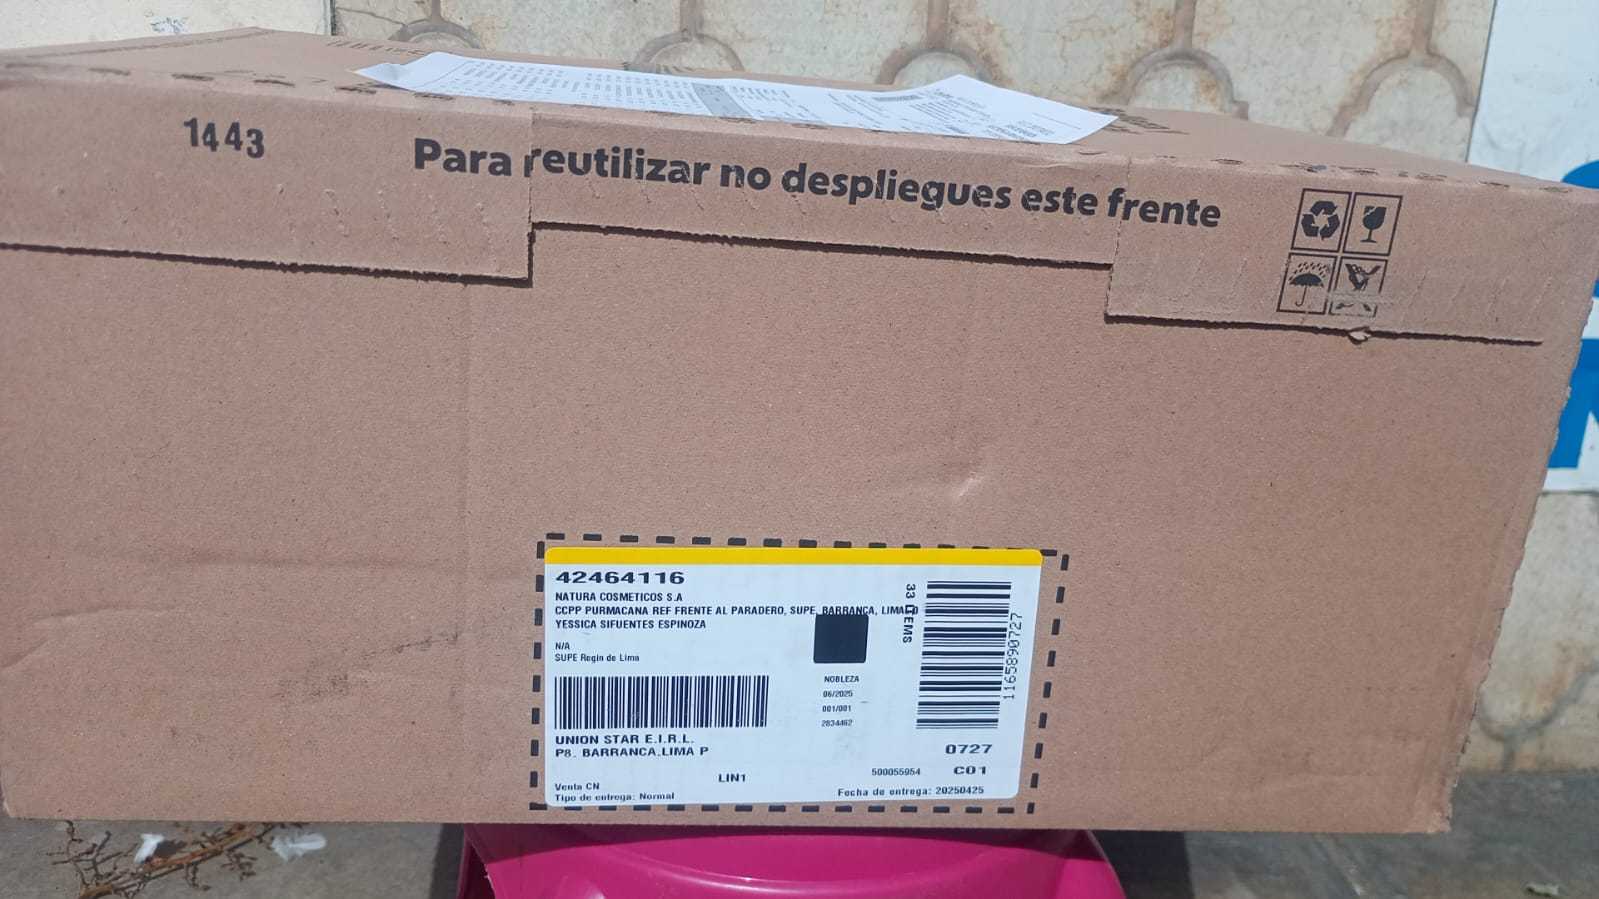 1443
Para reutilizar no despliegues este frente
42464116
NATURA COSMETICOS S.A
CCPP PURMACANA REF FRENTE AL PARADERO, SUPE, BARRANCA, LIMA
YESSICA SIFUENTES ESPINOZA
N/A
SUPE Regin de Lima
33 ITEMS
1165890727
NOBLEZA
06/2025
001/001
2834462
UNION STAR E.I.R.L.
P8, BARRANCA,LIMA P
0727
LIN1
500055954
C01
Venta CN
Tipo de entrega: Normal
Fecha de entrega: 20250425